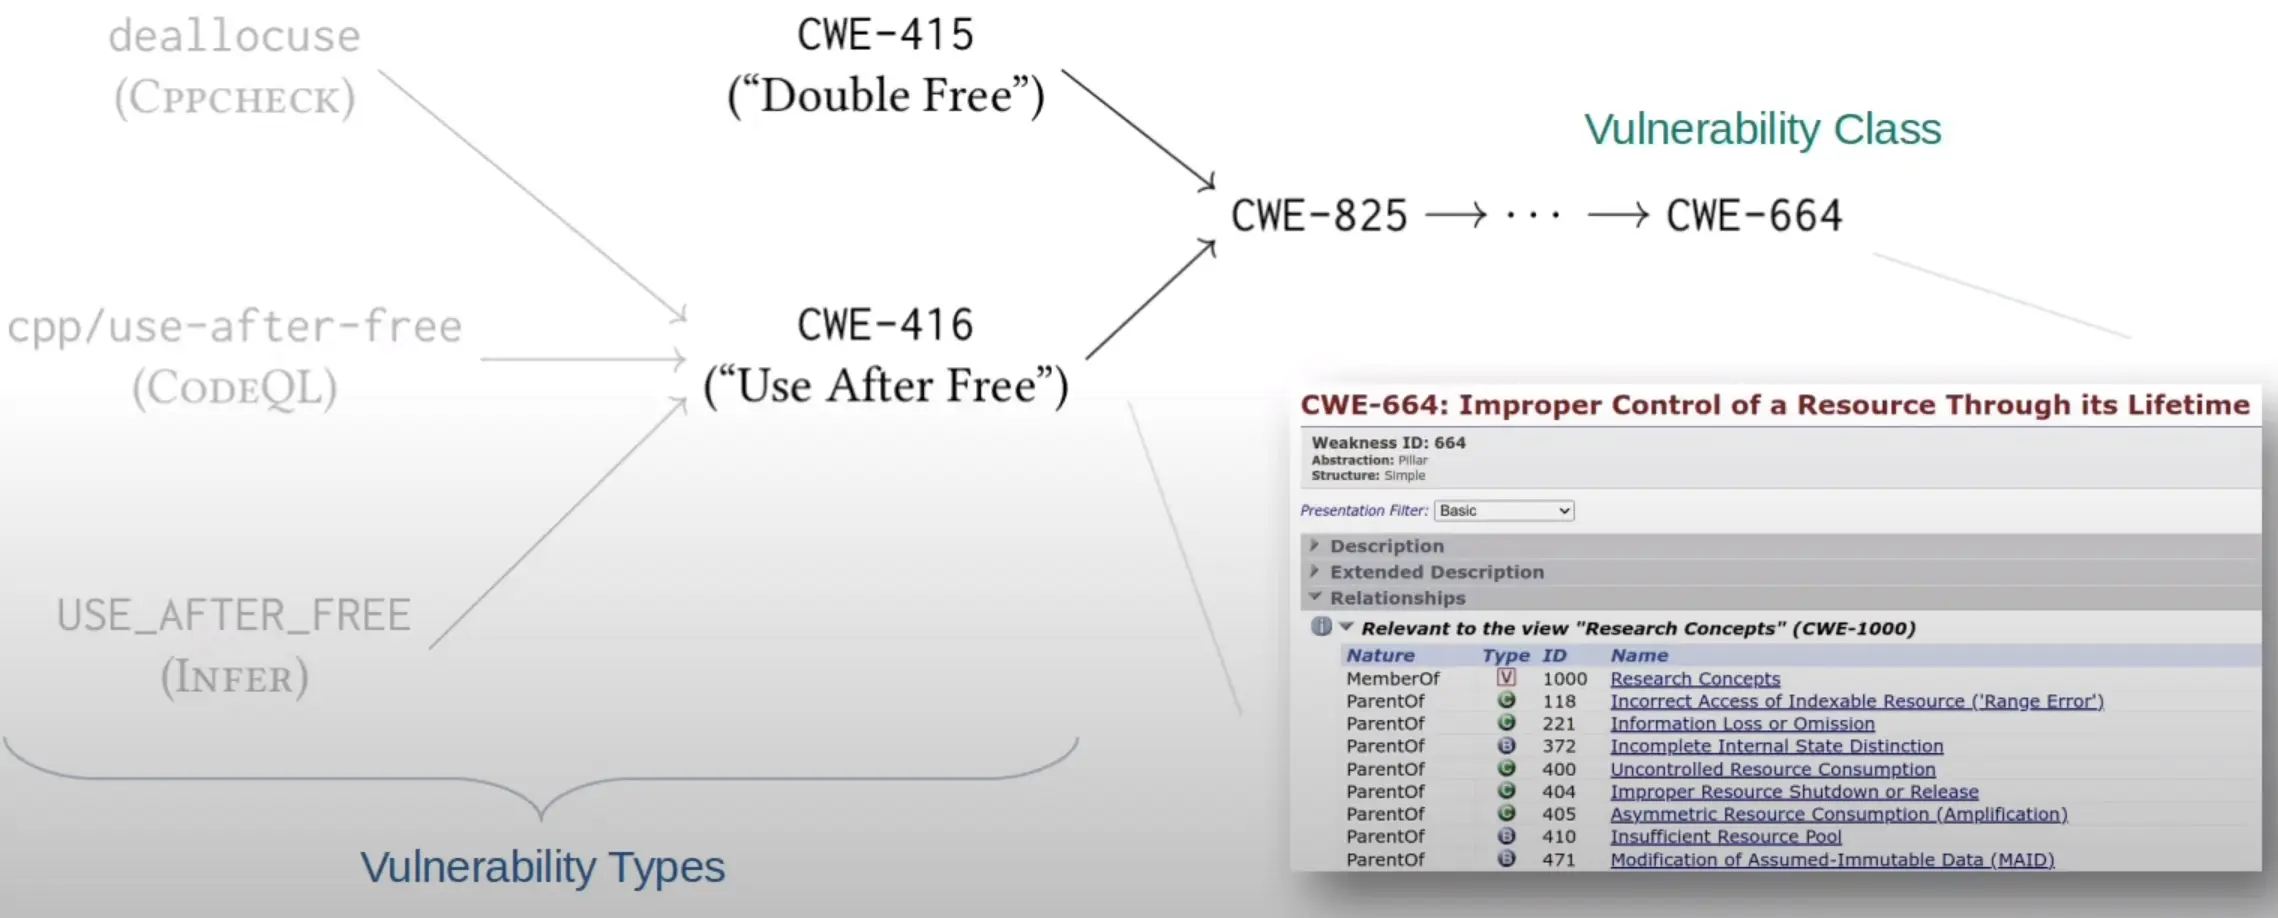 deallocuse
(CPPCHECK)
CWE-415
(“Double Free”)
Vulnerability Class
CWE-825 → ··· → CWE-664
cpp/use-after-free
(CODEQL)
CWE-416
(“Use After Free”)
USE_AFTER_FREE
(INFER)
Vulnerability Types
CWE-664: Improper Control of a Resource Through its Lifetime
Weakness ID: 664
Abstraction: Pillar
Structure: Simple
Presentation Filter: Basic
Description
Extended Description
Relationships
Relevant to the view "Research Concepts" (CWE-1000)
Nature Type ID Name
MemberOf V 1000 Research Concepts
ParentOf C 118 Incorrect Access of Indexable Resource ('Range Error')
ParentOf C 221 Information Loss or Omission
ParentOf B 372 Incomplete Internal State Distinction
ParentOf C 400 Uncontrolled Resource Consumption
ParentOf C 404 Improper Resource Shutdown or Release
ParentOf C 405 Asymmetric Resource Consumption (Amplification)
ParentOf B 410 Insufficient Resource Pool
ParentOf B 471 Modification of Assumed-Immutable Data (MAID)